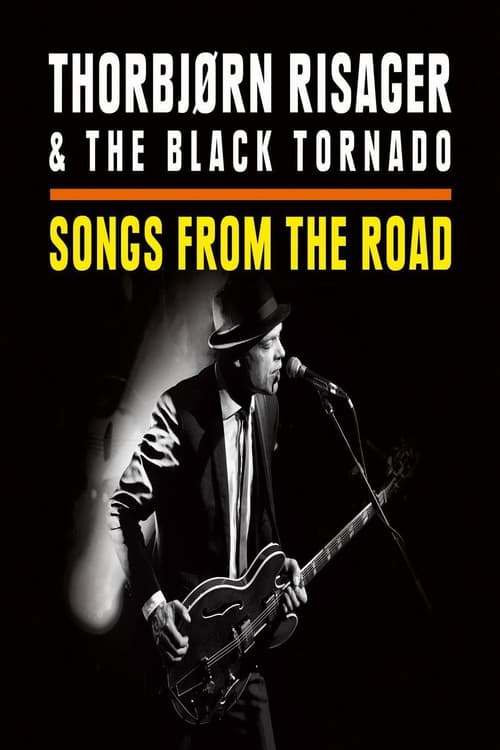 THORBJØRN RISAGER
& THE BLACK TORNADO
SONGS FROM THE ROAD